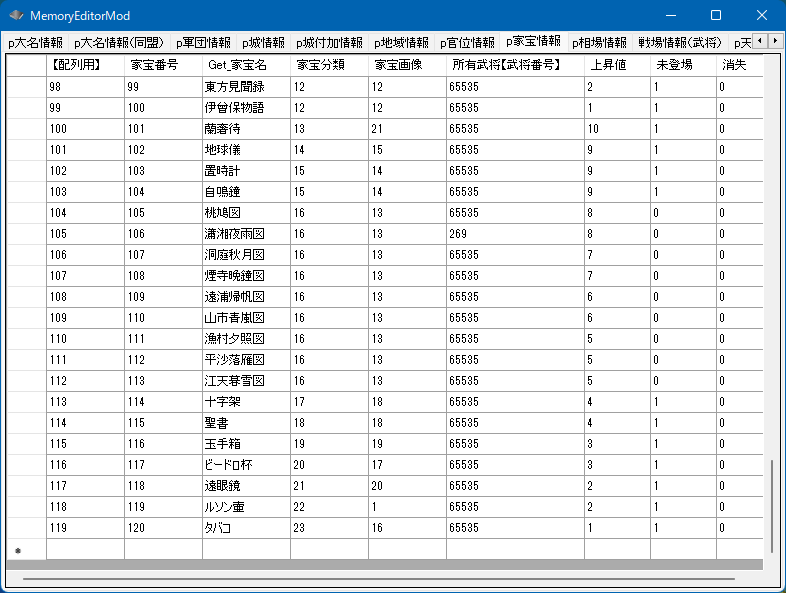 MemoryEditorMod
p大名情報 p大名情報(同盟) p軍団情報 p城情報 p城付加情報 p地域情報 p官位情報 p家宝情報 p相場情報 戦場情報(武将) p天
【配列用】 家宝番号 Get_家宝名 家宝分類 家宝画像 所有武将【武将番号】 上昇値 未登場 消失
98 99 東方見聞録 12 12 65535 2 1 0
99 100 伊曾保物語 12 12 65535 1 1 0
100 101 蘭奢待 13 21 65535 10 1 0
101 102 地球儀 14 15 65535 9 1 0
102 103 置時計 15 14 65535 9 1 0
103 104 自鳴鐘 15 14 65535 9 1 0
104 105 桃鳩図 16 13 65535 8 0 0
105 106 瀟湘夜雨図 16 13 269 8 0 0
106 107 洞庭秋月図 16 13 65535 7 0 0
107 108 煙寺晩鐘図 16 13 65535 7 0 0
108 109 遠浦帰帆図 16 13 65535 6 0 0
109 110 山市青嵐図 16 13 65535 6 0 0
110 111 漁村夕照図 16 13 65535 5 0 0
111 112 平沙落雁図 16 13 65535 5 0 0
112 113 江天暮雪図 16 13 65535 5 0 0
113 114 十字架 17 18 65535 4 1 0
114 115 聖書 18 18 65535 4 1 0
115 116 玉手箱 19 19 65535 3 1 0
116 117 ビードロ杯 20 17 65535 3 1 0
117 118 遠眼鏡 21 20 65535 2 1 0
118 119 ルソン壷 22 1 65535 2 1 0
119 120 タバコ 23 16 65535 1 1 0